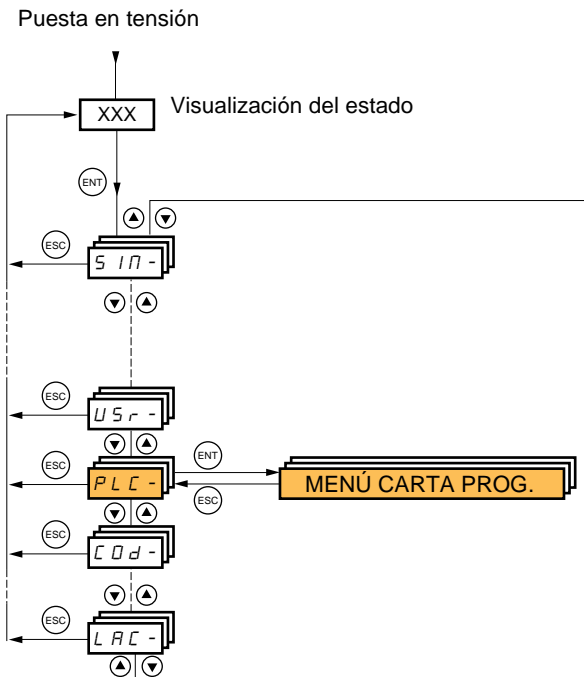 Puesta en tensión
XXX
Visualización del estado
ENT
ESC
SIM-
ESC
USr-
ESC
PLC-
ENT
ESC
MENÚ CARTA PROG.
ESC
COd-
ESC
LAC-